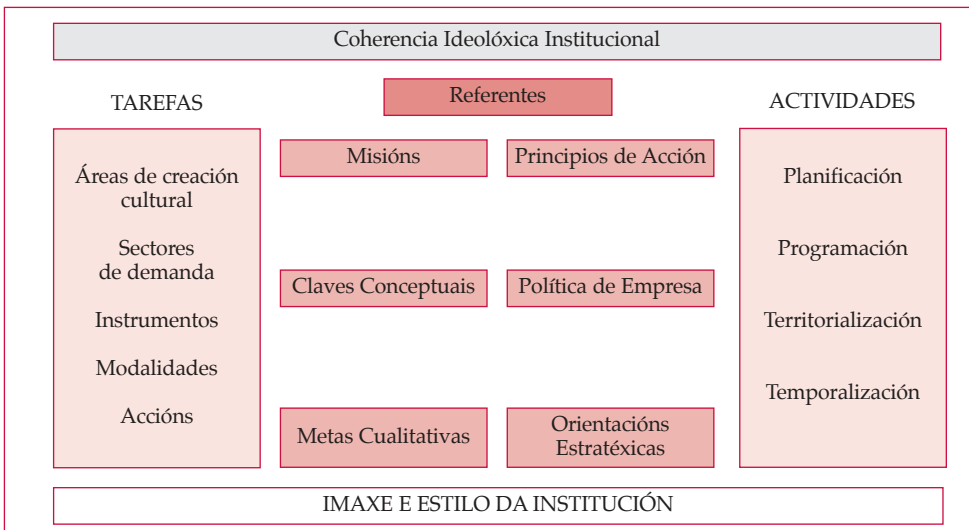 Coherencia Ideolóxica Institucional
TAREFAS
Referentes
ACTIVIDADES
Áreas de creación
cultural
Sectores
de demanda
Instrumentos
Modalidades
Accións
Misións
Principios de Acción
Claves Conceptuais
Política de Empresa
Metas Cualitativas
Orientacións
Estratéxicas
Planificación
Programación
Territorialización
Temporalización
IMAXE E ESTILO DA INSTITUCIÓN